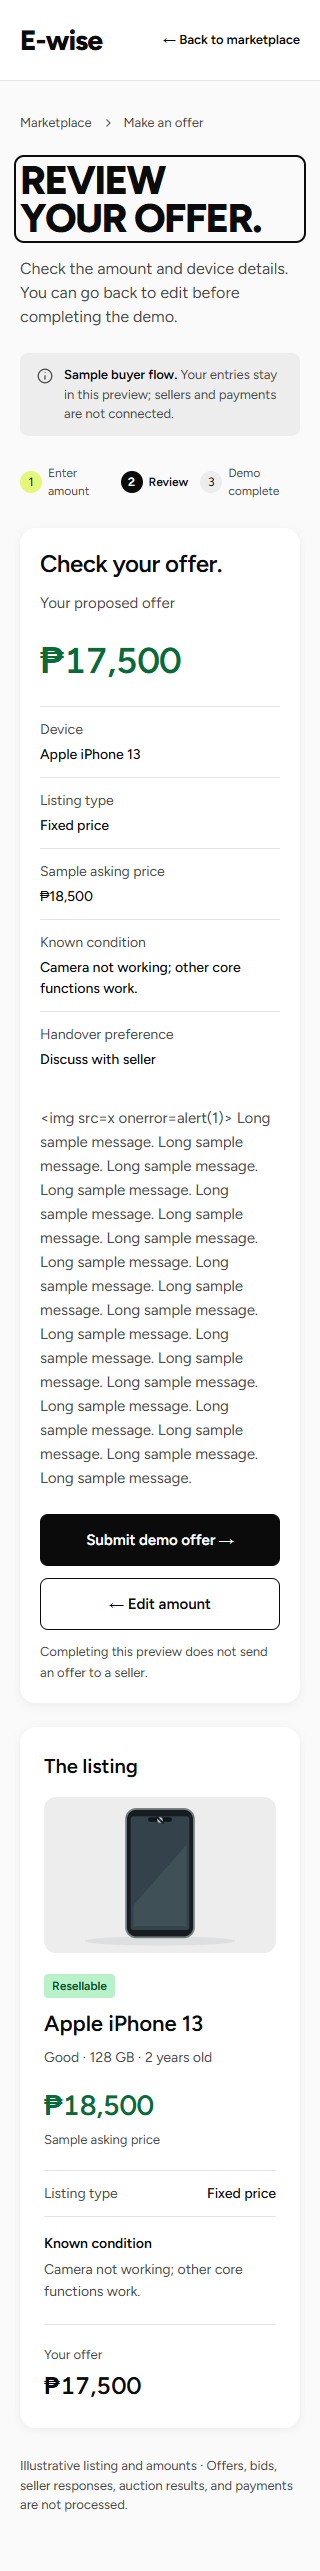 E-wise
← Back to marketplace
Marketplace > Make an offer
REVIEW
YOUR OFFER.
Check the amount and device details.
You can go back to edit before
completing the demo.
Sample buyer flow. Your entries stay
in this preview; sellers and payments
are not connected.
1 Enter amount
2 Review
3 Demo complete
Check your offer.
Your proposed offer
₱17,500
Device
Apple iPhone 13
Listing type
Fixed price
Sample asking price
₱18,500
Known condition
Camera not working; other core
functions work.
Handover preference
Discuss with seller
<img src=x onerror=alert(1)> Long
sample message. Long sample
message. Long sample message.
Long sample message. Long
sample message. Long sample
message. Long sample message.
Long sample message. Long
sample message. Long sample
message. Long sample message.
Long sample message. Long
sample message. Long sample
message. Long sample message.
Long sample message. Long
sample message. Long sample
message. Long sample message.
Long sample message.
Submit demo offer →
← Edit amount
Completing this preview does not send
an offer to a seller.
The listing
Resellable
Apple iPhone 13
Good · 128 GB · 2 years old
₱18,500
Sample asking price
Listing type Fixed price
Known condition
Camera not working; other core
functions work.
Your offer
₱17,500
Illustrative listing and amounts · Offers, bids,
seller responses, auction results, and payments
are not processed.